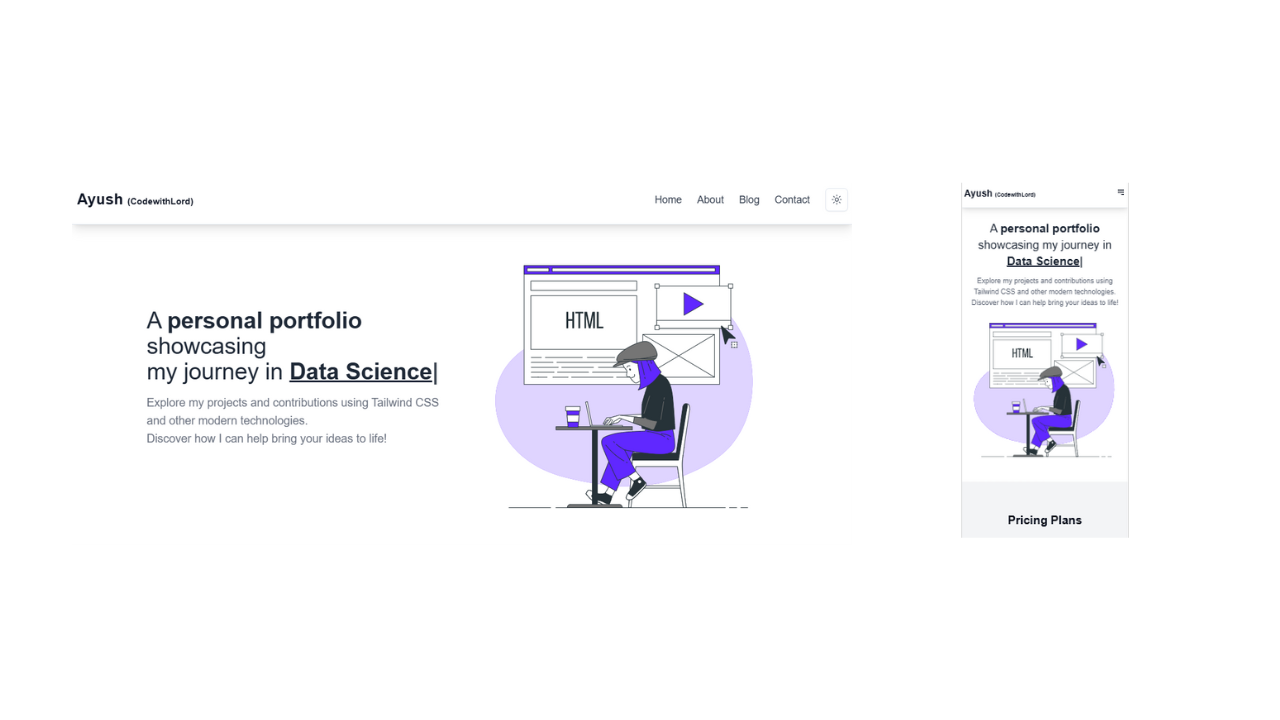 Ayush (CodewithLord)
Home About Blog Contact
A personal portfolio
showcasing
my journey in Data Science|
Explore my projects and contributions using Tailwind CSS
and other modern technologies.
Discover how I can help bring your ideas to life!
HTML
Ayush (CodewithLord)
A personal portfolio
showcasing my journey in
Data Science|
Explore my projects and contributions using
Tailwind CSS and other modern technologies.
Discover how I can help bring your ideas to life!
HTML
Pricing Plans